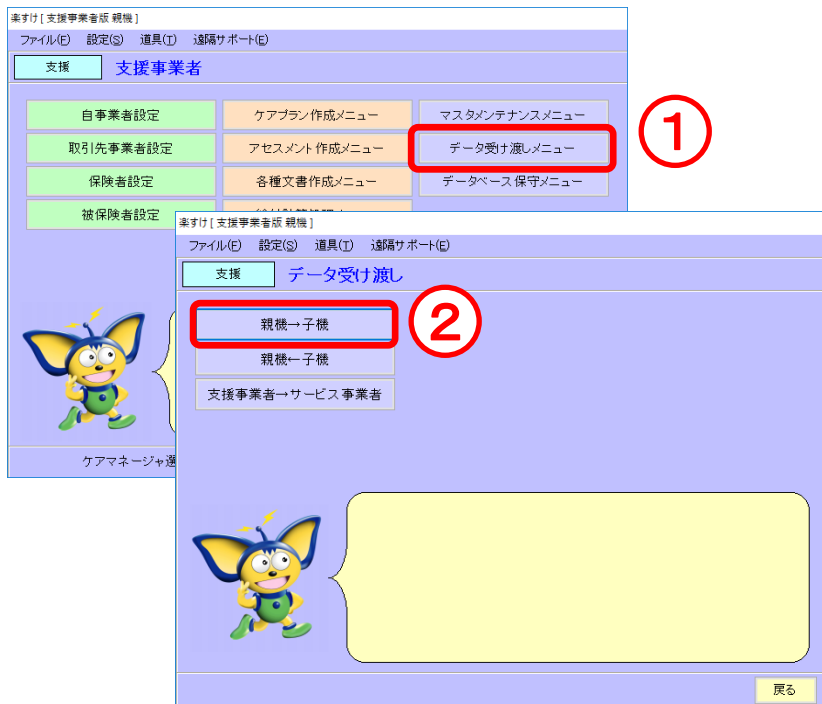 楽すけ [ 支援事業者版 親機 ]
ファイル(F) 設定(S) 道具(T) 遠隔サポート(E)
支援 支援事業者
自事業者設定 ケアプラン作成メニュー マスタメンテナンスメニュー
①
取引先事業者設定 アセスメント作成メニュー データ受け渡しメニュー
保険者設定 各種文書作成メニュー データベース保守メニュー
被保険者設定
ケアマネージャ選
楽すけ [ 支援事業者版 親機 ]
ファイル(F) 設定(S) 道具(T) 遠隔サポート(E)
支援 データ受け渡し
親機→子機
②
親機←子機
支援事業者→サービス事業者
戻る